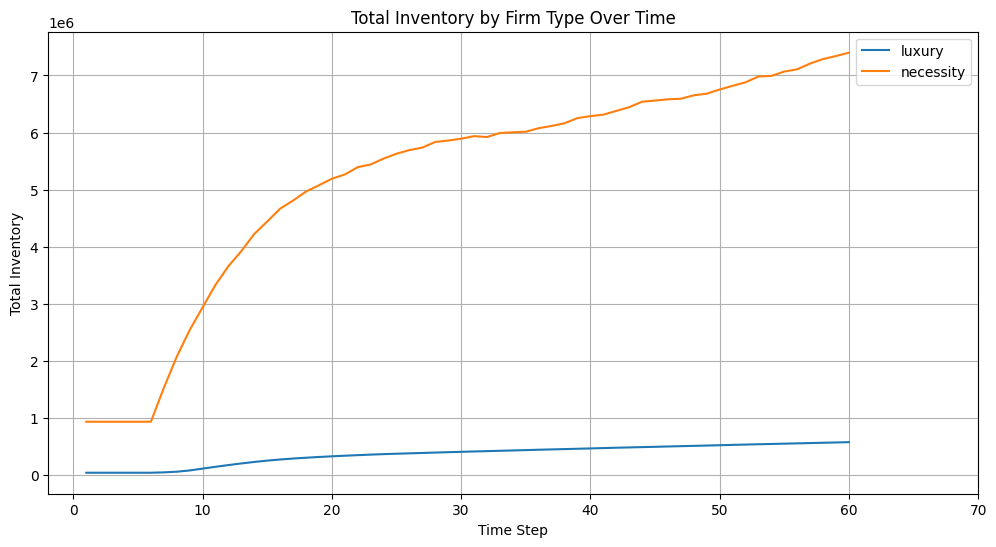 Total Inventory by Firm Type Over Time
1e6
luxury
necessity
7
6
5
4
3
2
1
0
Total Inventory
0 10 20 30 40 50 60 70
Time Step